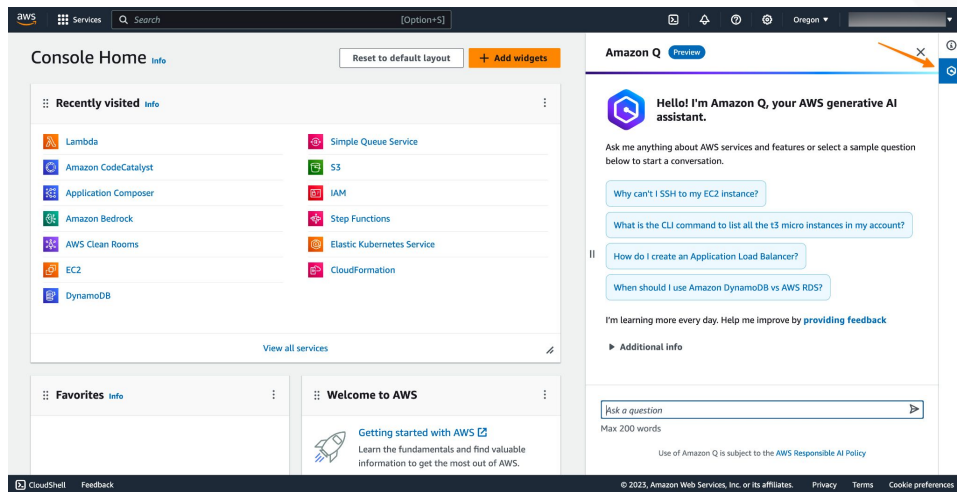 aws
Services
Search
[Option+S]
Oregon ▼
Console Home Info
Reset to default layout
+ Add widgets
Recently visited Info
Lambda
Amazon CodeCatalyst
Application Composer
Amazon Bedrock
AWS Clean Rooms
EC2
DynamoDB
Simple Queue Service
S3
IAM
Step Functions
Elastic Kubernetes Service
CloudFormation
View all services
Favorites Info
Welcome to AWS
Getting started with AWS
Learn the fundamentals and find valuable
information to get the most out of AWS.
Amazon Q Preview
Hello! I'm Amazon Q, your AWS generative AI
assistant.
Ask me anything about AWS services and features or select a sample question
below to start a conversation.
Why can't I SSH to my EC2 instance?
What is the CLI command to list all the t3 micro instances in my account?
How do I create an Application Load Balancer?
When should I use Amazon DynamoDB vs AWS RDS?
I'm learning more every day. Help me improve by providing feedback
Additional info
Ask a question
Max 200 words
Use of Amazon Q is subject to the AWS Responsible AI Policy
CloudShell
Feedback
© 2023, Amazon Web Services, Inc. or its affiliates.
Privacy
Terms
Cookie preferences